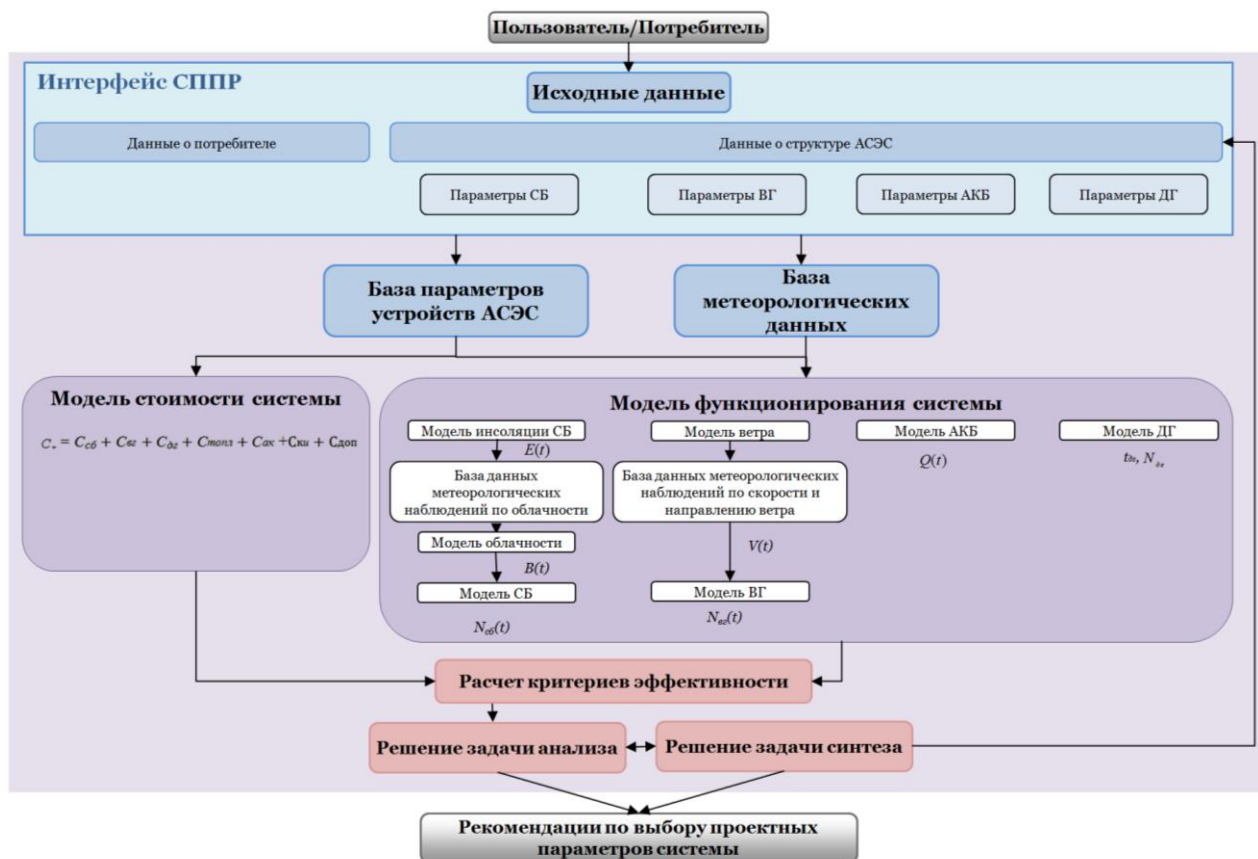 Пользователь/Потребитель
Интерфейс СППР
Исходные данные
Данные о потребителе
Данные о структуре АСЭС
Параметры СБ
Параметры ВГ
Параметры АКБ
Параметры ДГ
База параметров
устройств АСЭС
База
метеорологических
данных
Модель стоимости системы
C = Cсб + Cвг + Cдг + Cтопл + Cак +Cки + Cдоп
Модель функционирования системы
Модель инсоляции СБ
E(t)
База данных
метеорологических
наблюдений по облачности
Модель облачности
B(t)
Модель СБ
Nсб(t)
Модель ветра
База данных метеорологических
наблюдений по скорости и
направлению ветра
V(t)
Модель ВГ
Nвг(t)
Модель АКБ
Q(t)
Модель ДГ
tдг, Nдг
Расчет критериев эффективности
Решение задачи анализа
Решение задачи синтеза
Рекомендации по выбору проектных
параметров системы